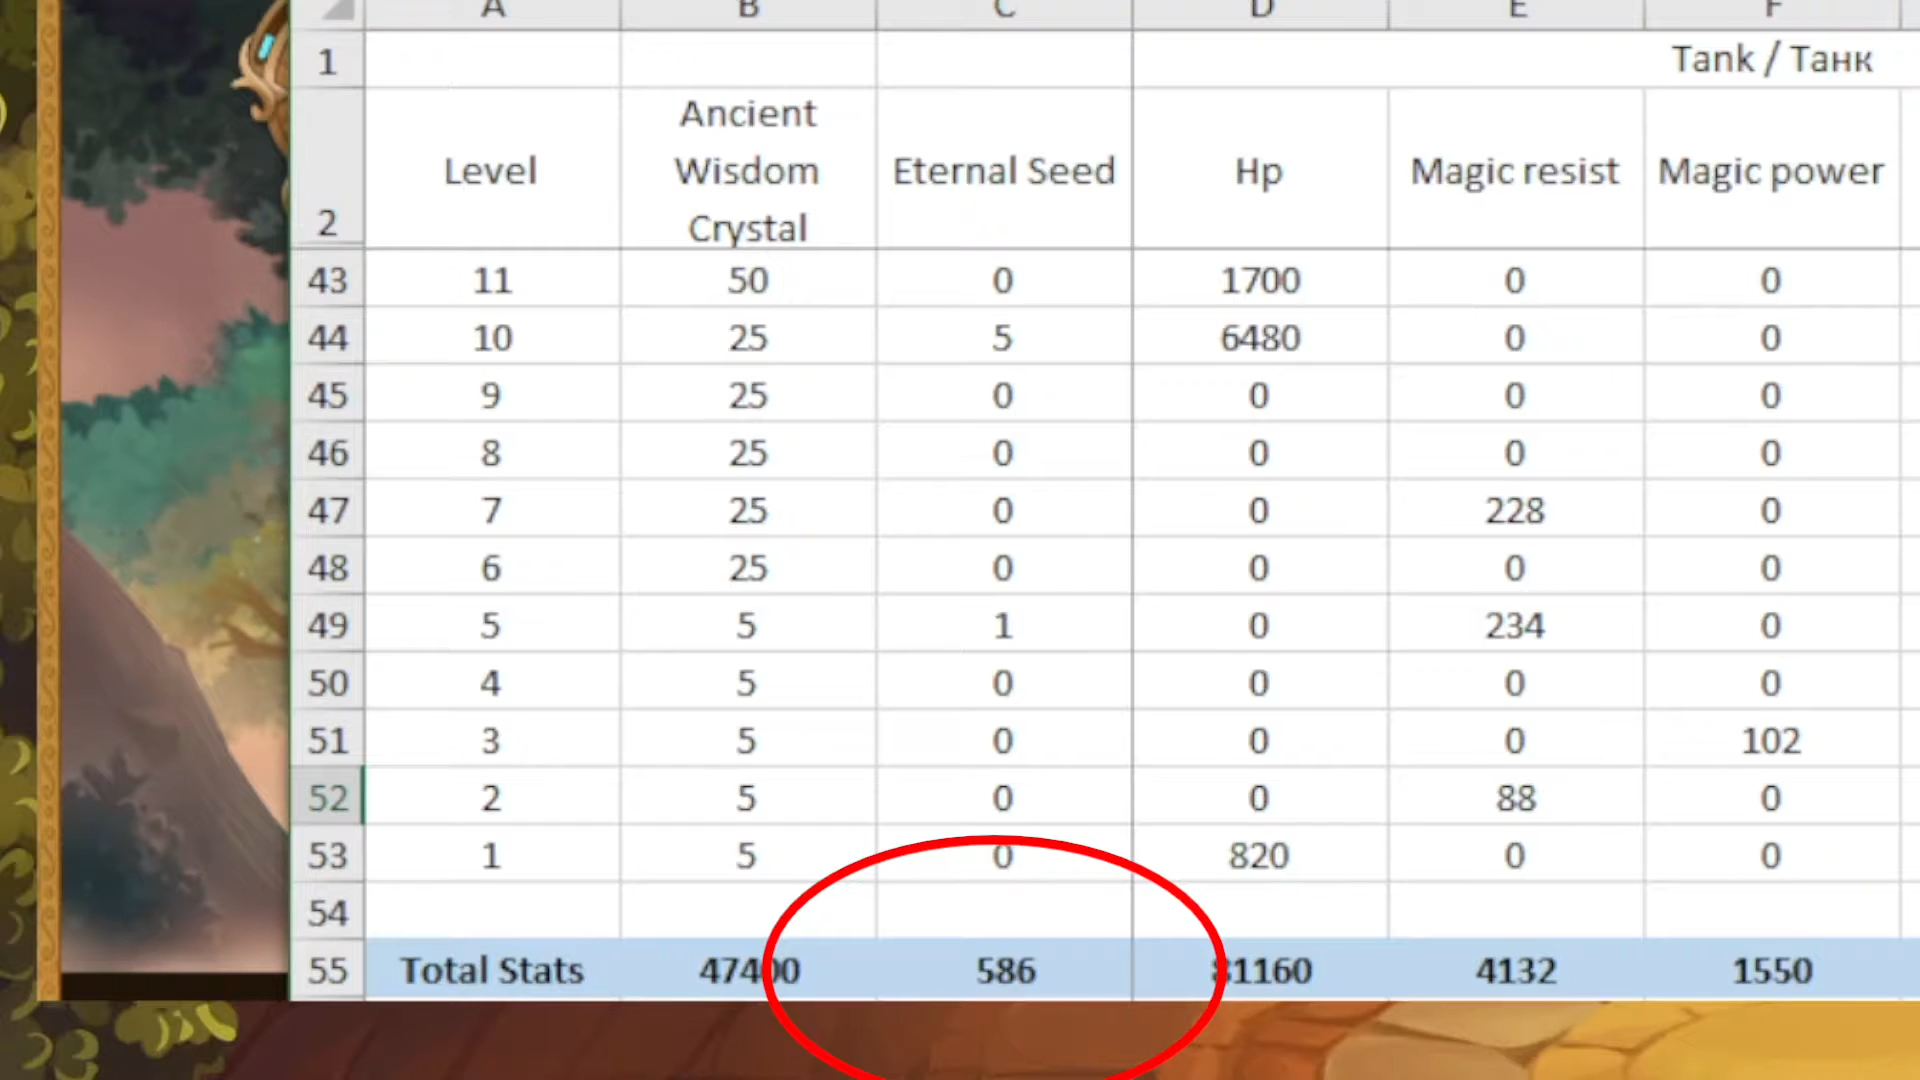 A B C D E F
1 Tank / Танк
2 Level Ancient Wisdom Crystal Eternal Seed Hp Magic resist Magic power
43 11 50 0 1700 0 0
44 10 25 5 6480 0 0
45 9 25 0 0 0 0
46 8 25 0 0 0 0
47 7 25 0 0 228 0
48 6 25 0 0 0 0
49 5 5 1 0 234 0
50 4 5 0 0 0 0
51 3 5 0 0 0 102
52 2 5 0 0 88 0
53 1 5 0 820 0 0
54
55 Total Stats 47400 586 81160 4132 1550